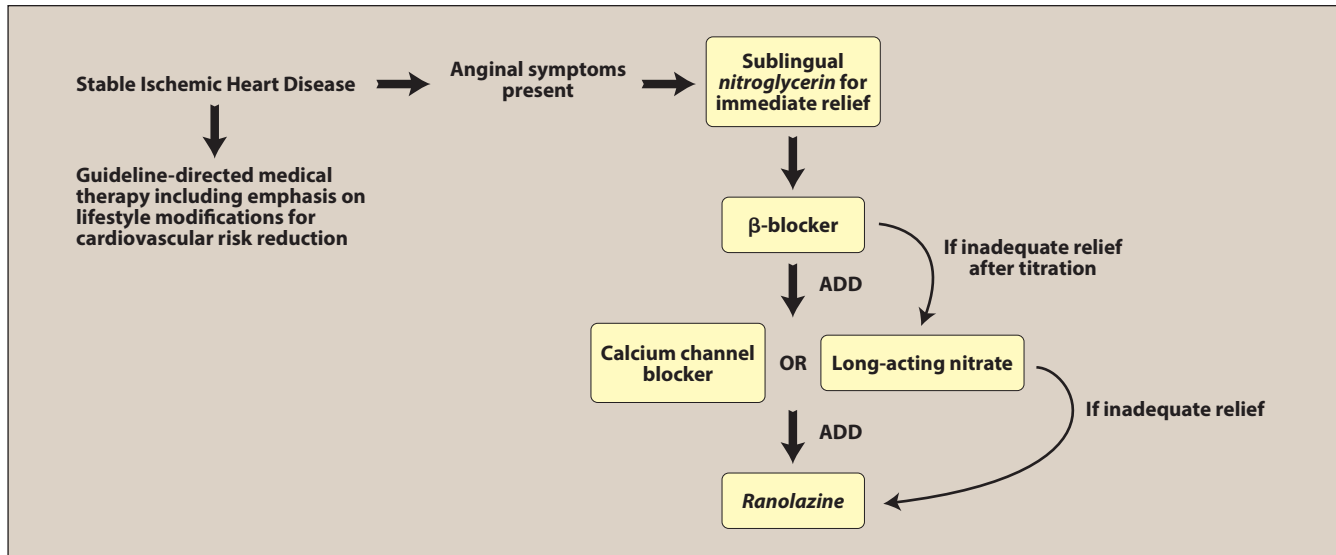 Stable Ischemic Heart Disease
Anginal symptoms
present
Sublingual
nitroglycerin for
immediate relief
Guideline-directed medical
therapy including emphasis on
lifestyle modifications for
cardiovascular risk reduction
β-blocker
If inadequate relief
after titration
ADD
Calcium channel
blocker
OR
Long-acting nitrate
If inadequate relief
ADD
Ranolazine